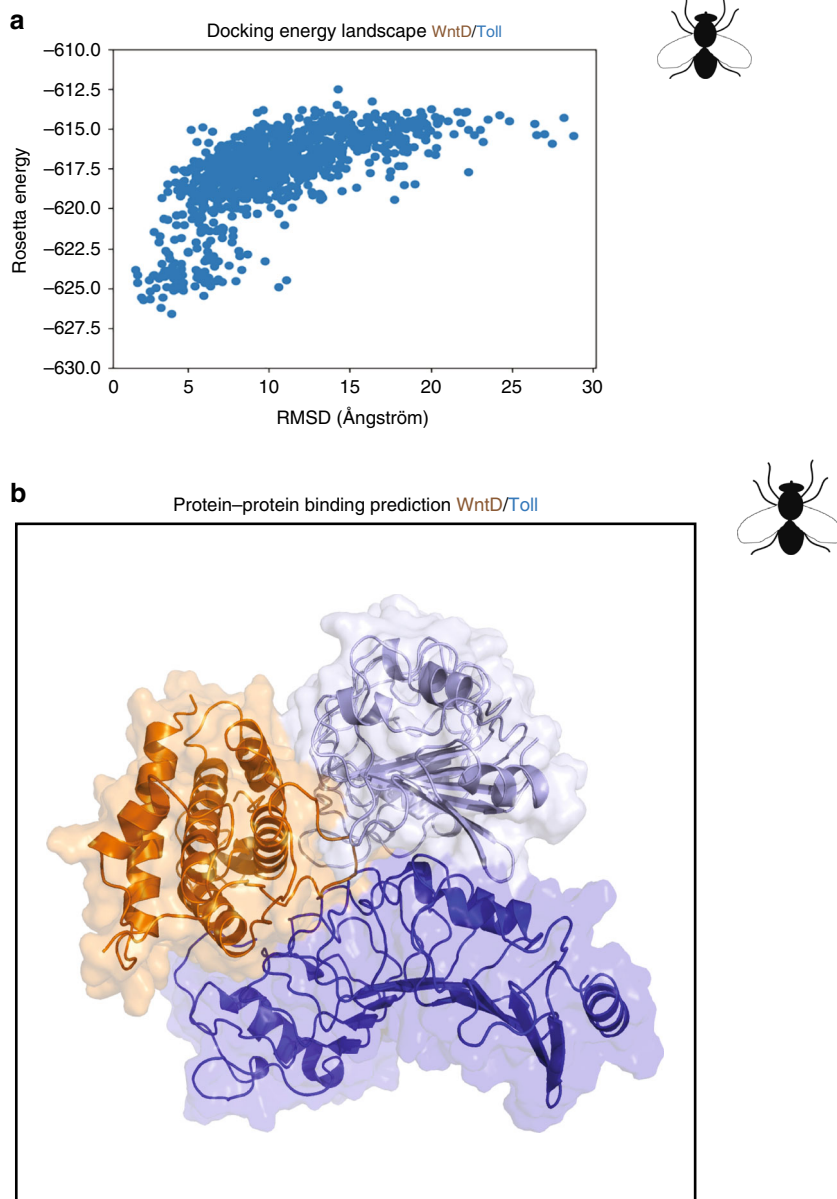 a
Docking energy landscape WntD/Toll
Rosetta energy
–610.0
–612.5
–615.0
–617.5
–620.0
–622.5
–625.0
–627.5
–630.0
0 5 10 15 20 25 30
RMSD (Ångström)
b
Protein–protein binding prediction WntD/Toll